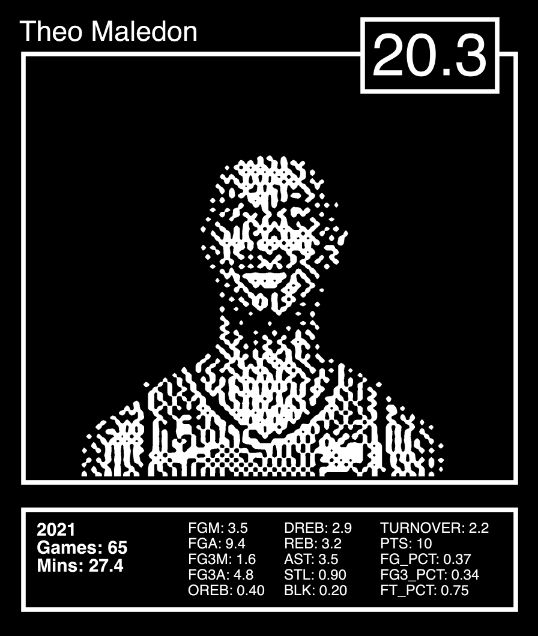 Theo Maledon
20.3
2021
Games: 65
Mins: 27.4
FGM: 3.5
FGA: 9.4
FG3M: 1.6
FG3A: 4.8
OREB: 0.40
DREB: 2.9
REB: 3.2
AST: 3.5
STL: 0.90
BLK: 0.20
TURNOVER: 2.2
PTS: 10
FG_PCT: 0.37
FG3_PCT: 0.34
FT_PCT: 0.75